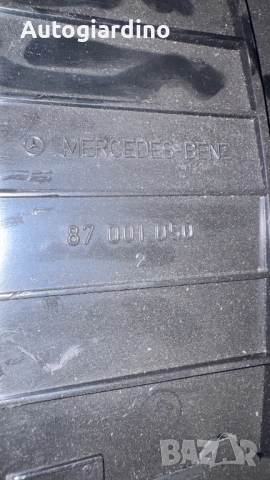 Autogiardino
MERCEDES-BENZ
87 001 050
2
BAZAR